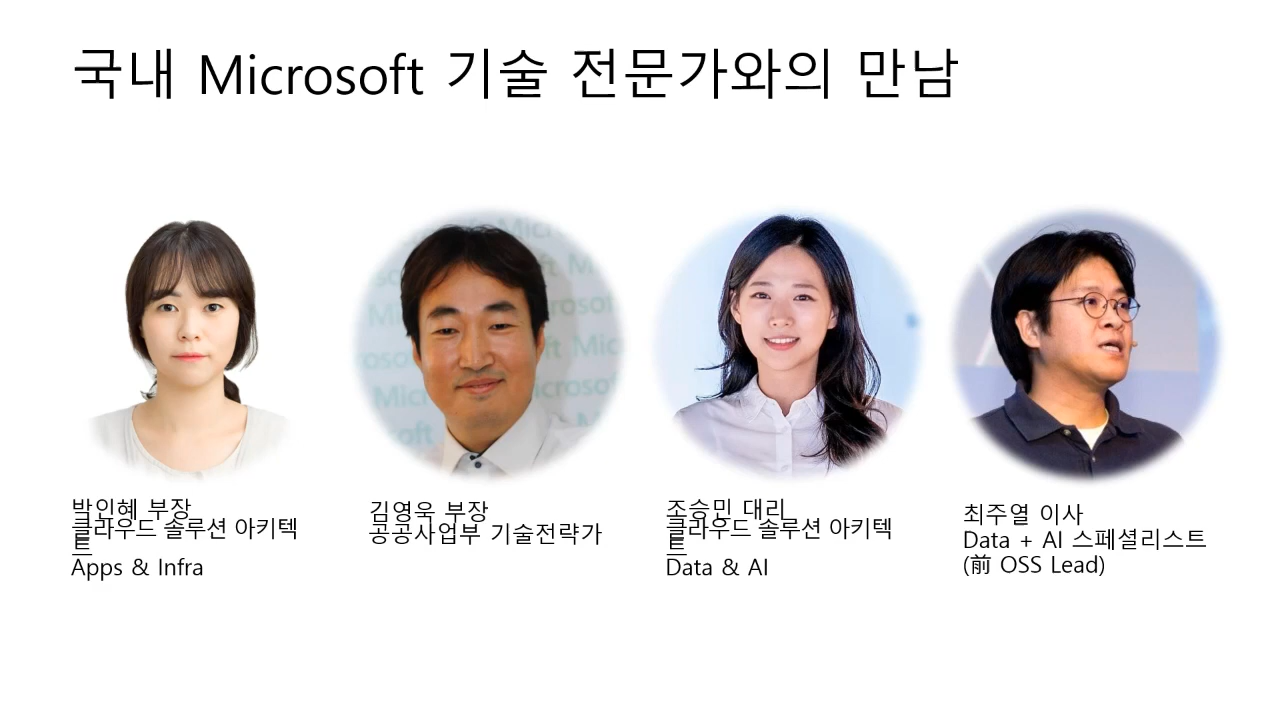 국내 Microsoft 기술 전문가와의 만남
박인혜 부장
클라우드 솔루션 아키텍
트
Apps & Infra
김영욱 부장
공공사업부 기술전략가
조승민 대리
클라우드 솔루션 아키텍
트
Data & AI
최주열 이사
Data + AI 스페셜리스트
(前 OSS Lead)